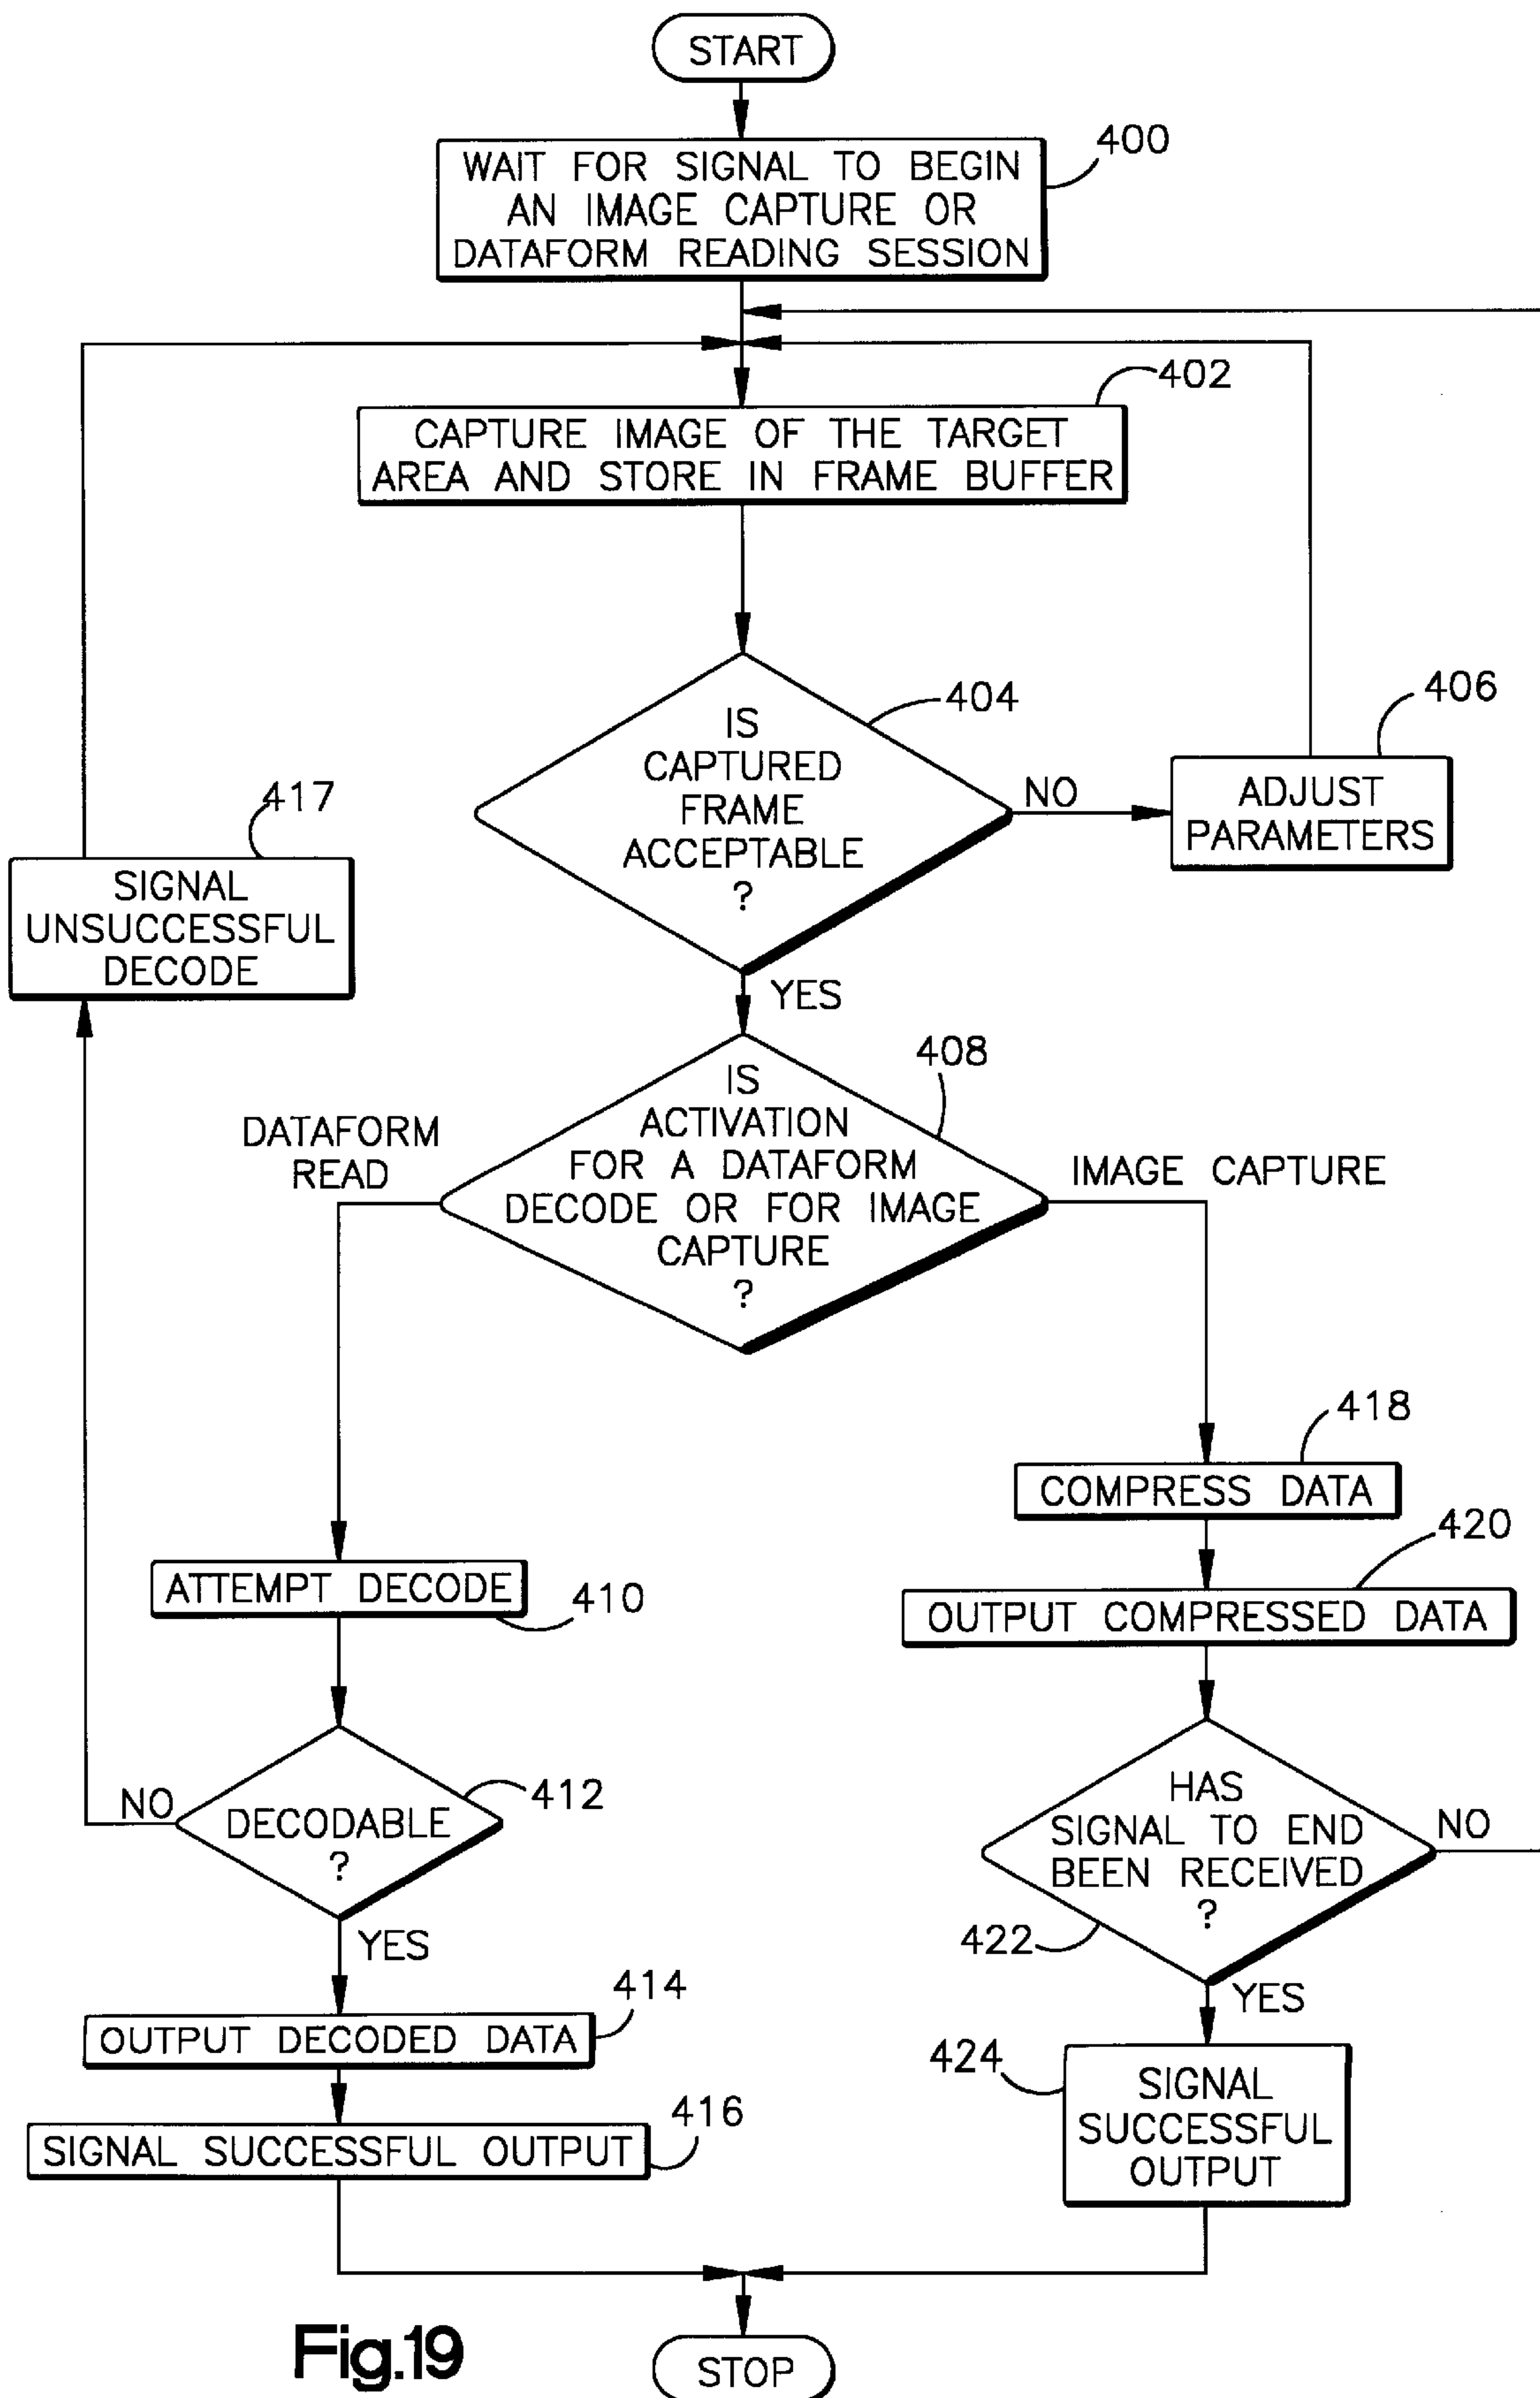 START
WAIT FOR SIGNAL TO BEGIN
AN IMAGE CAPTURE OR
DATAFORM READING SESSION
400
CAPTURE IMAGE OF THE TARGET
AREA AND STORE IN FRAME BUFFER
402
IS
CAPTURED
FRAME
ACCEPTABLE
?
404
NO
ADJUST
PARAMETERS
406
417
SIGNAL
UNSUCCESSFUL
DECODE
YES
IS
ACTIVATION
FOR A DATAFORM
DECODE OR FOR IMAGE
CAPTURE
?
408
DATAFORM
READ
IMAGE CAPTURE
418
COMPRESS DATA
420
OUTPUT COMPRESSED DATA
ATTEMPT DECODE
410
DECODABLE
?
412
NO
HAS
SIGNAL TO END
BEEN RECEIVED
?
NO
422
YES
YES
414
OUTPUT DECODED DATA
424
SIGNAL
SUCCESSFUL
OUTPUT
416
SIGNAL SUCCESSFUL OUTPUT
Fig.19
STOP